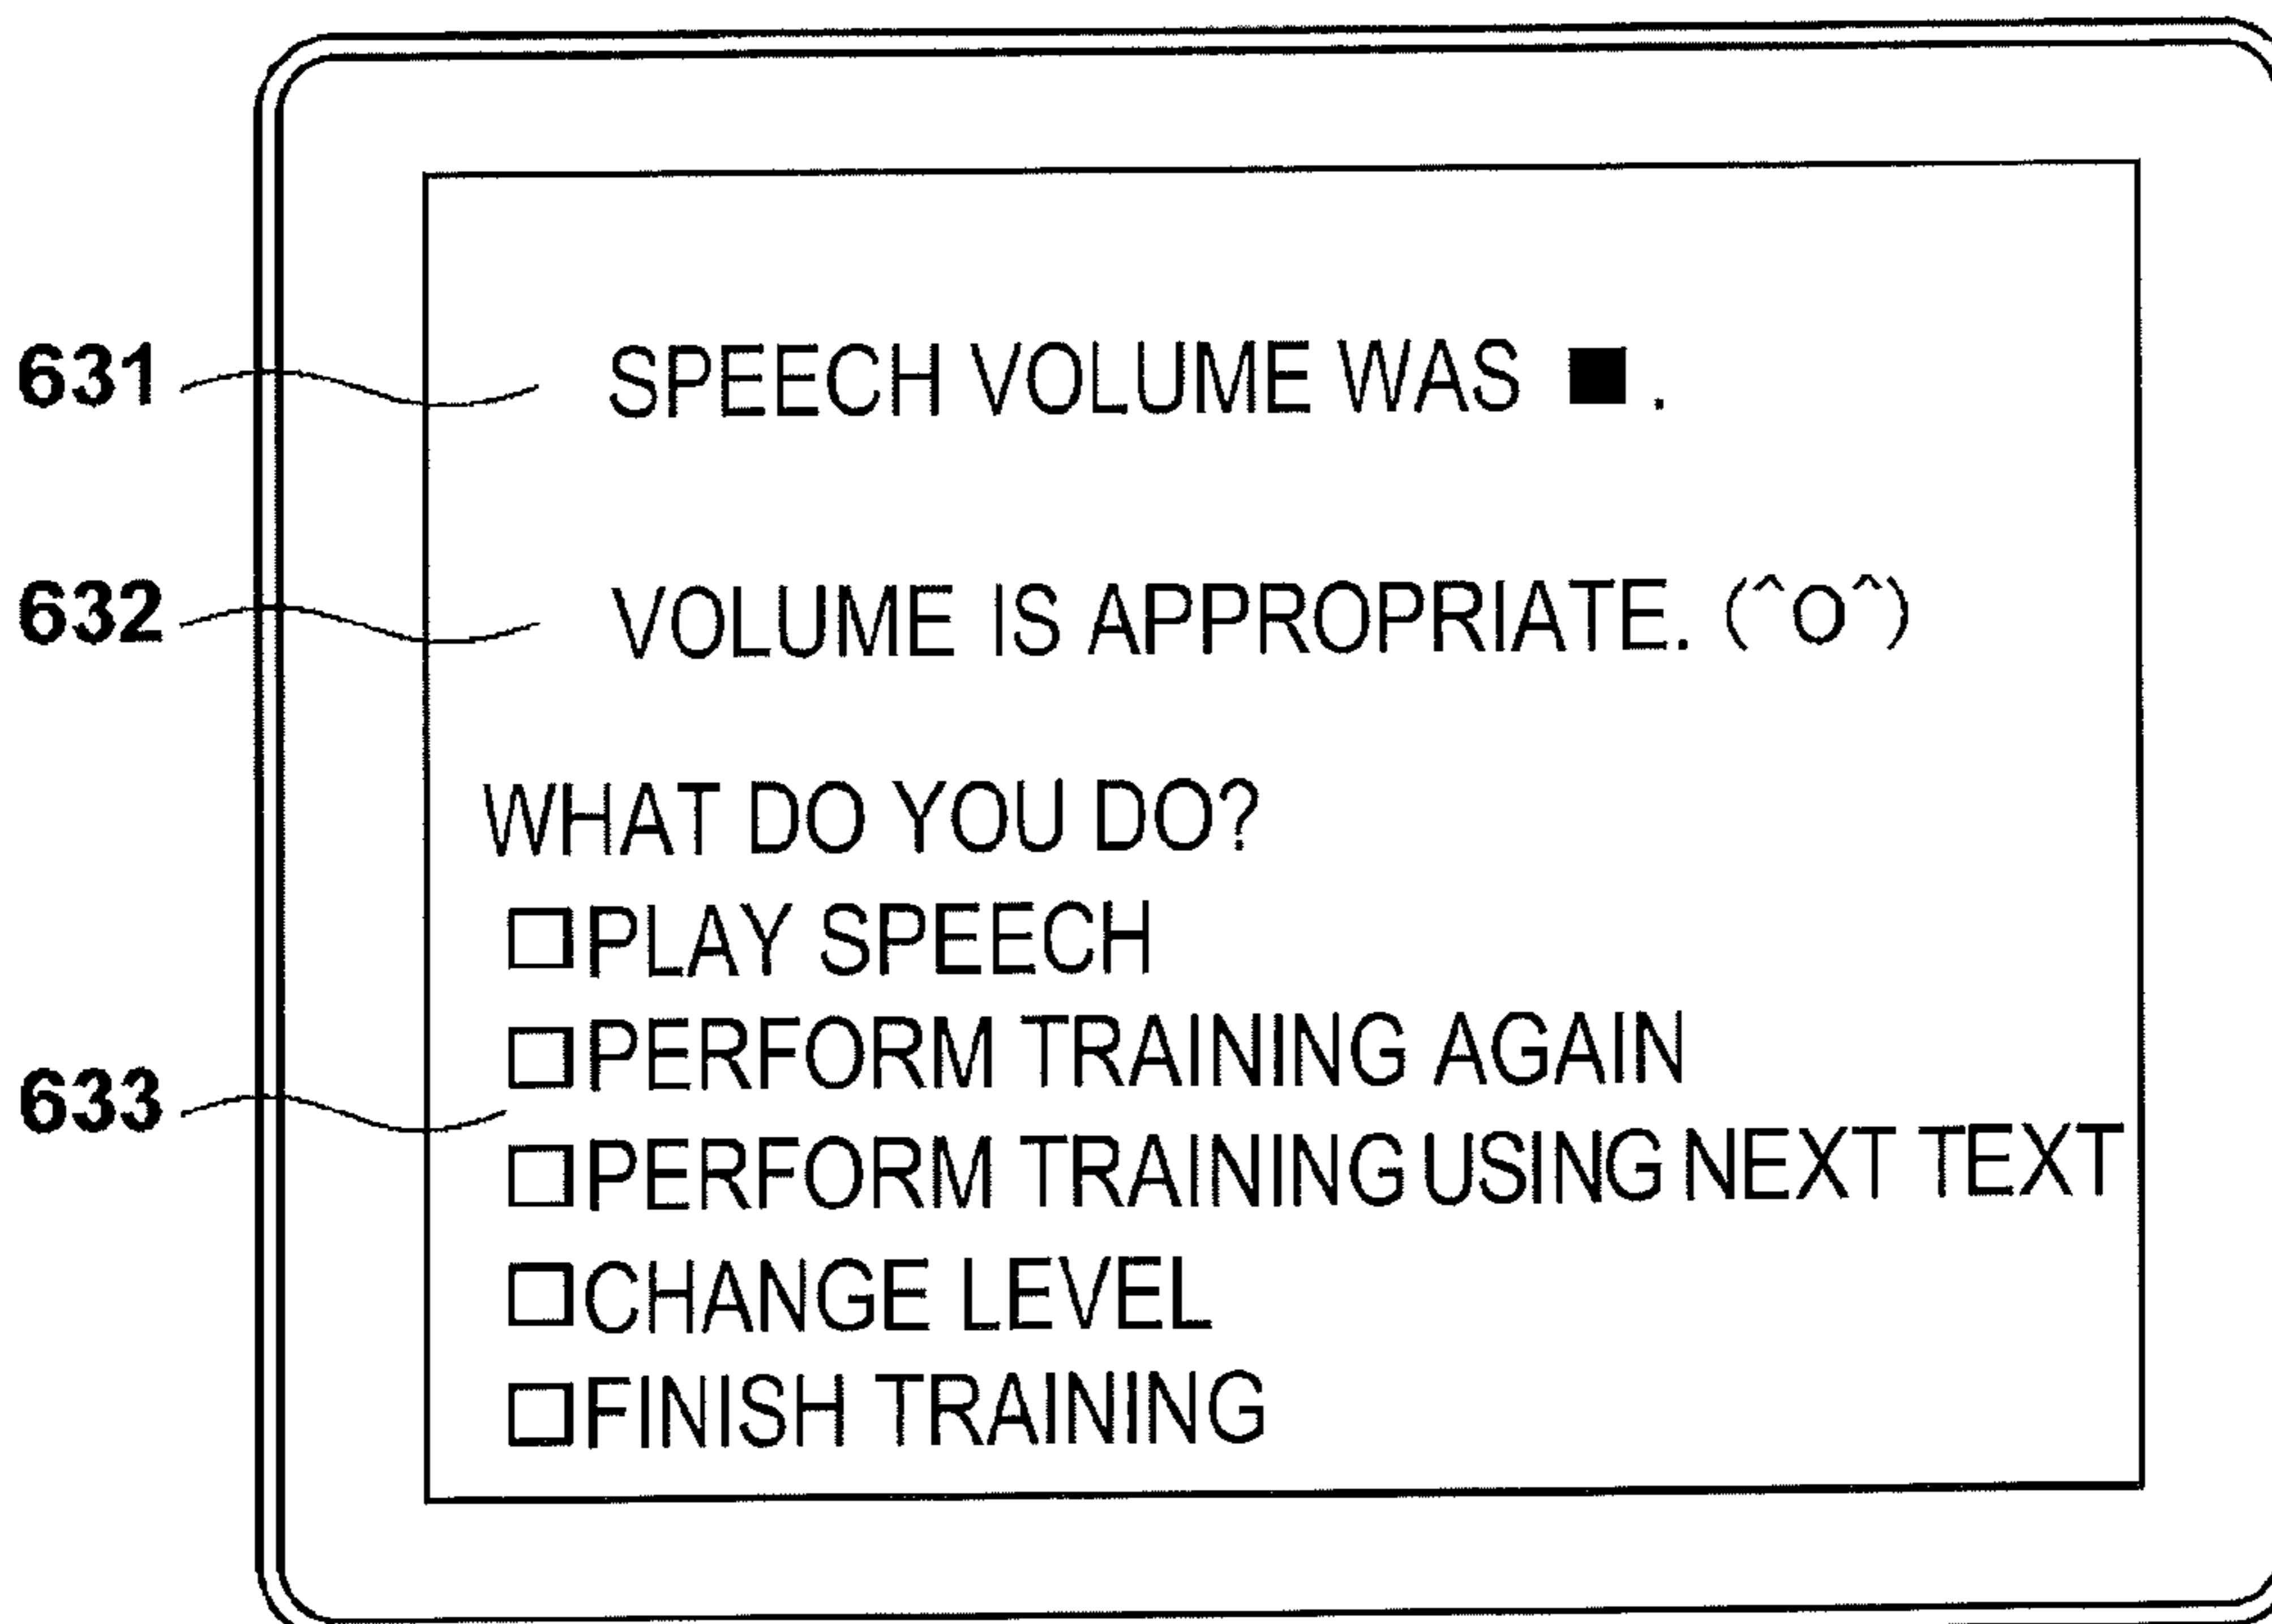 631 SPEECH VOLUME WAS ■ .
632 VOLUME IS APPROPRIATE. (^o^)
WHAT DO YOU DO?
□PLAY SPEECH
□PERFORM TRAINING AGAIN
633
□PERFORM TRAINING USING NEXT TEXT
□CHANGE LEVEL
□FINISH TRAINING